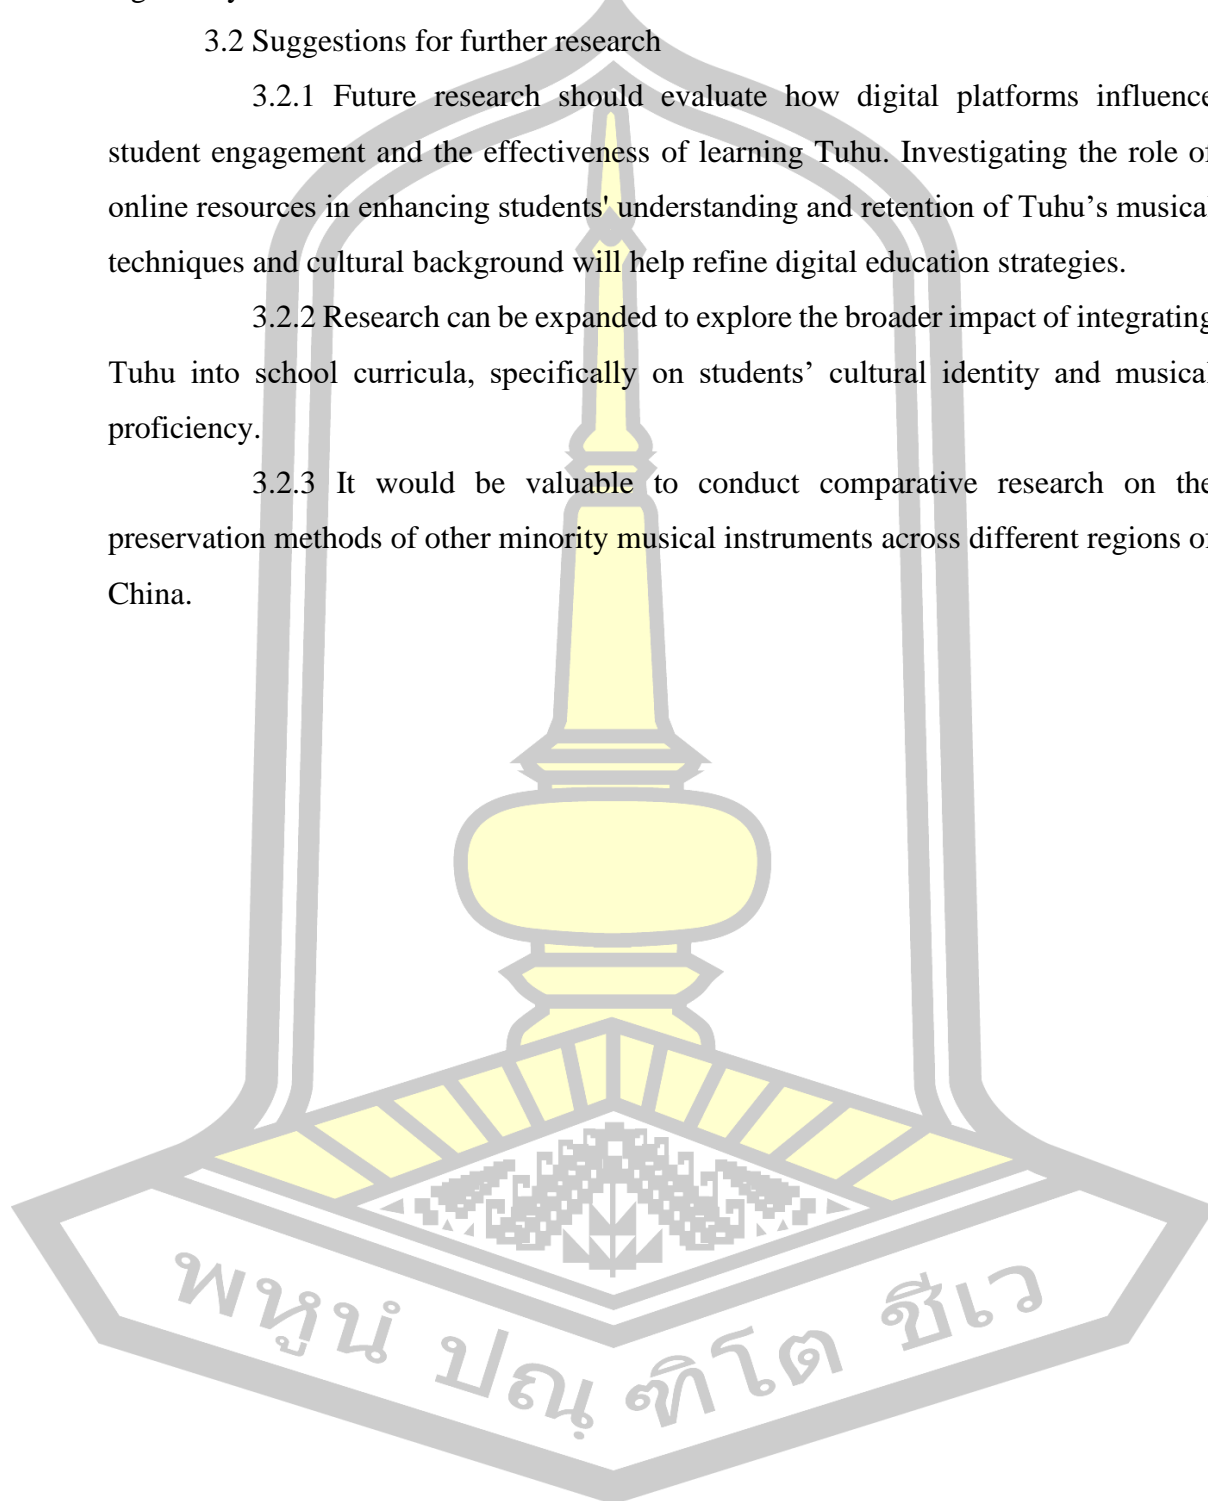 3.2 Suggestions for further research
3.2.1 Future research should evaluate how digital platforms influence
student engagement and the effectiveness of learning Tuhu. Investigating the role of
online resources in enhancing students' understanding and retention of Tuhu’s musical
techniques and cultural background will help refine digital education strategies.
3.2.2 Research can be expanded to explore the broader impact of integrating
Tuhu into school curricula, specifically on students’ cultural identity and musical
proficiency.
3.2.3 It would be valuable to conduct comparative research on the
preservation methods of other minority musical instruments across different regions of
China.
พหูนํ ปณฺฑิโต ชีเว